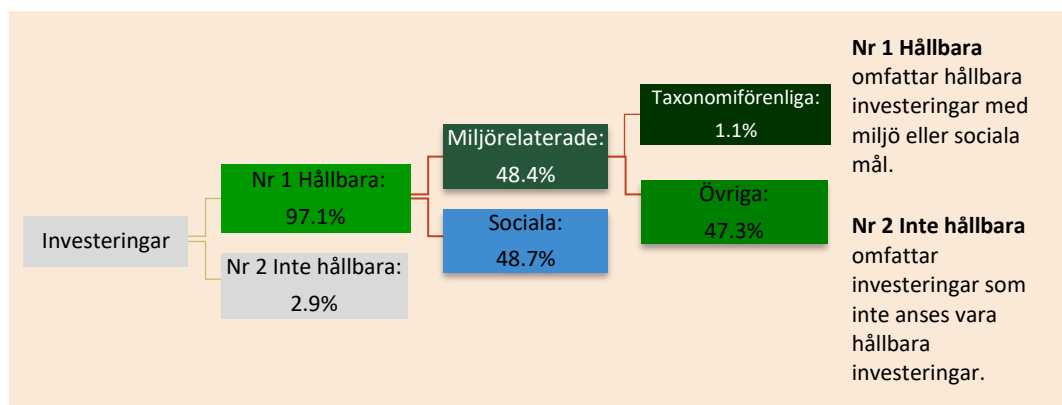 Investeringar
Nr 1 Hållbara:
97.1%
Nr 2 Inte hållbara:
2.9%
Miljörelaterade:
48.4%
Sociala:
48.7%
Taxonomiförenliga:
1.1%
Övriga:
47.3%
Nr 1 Hållbara
omfattar hållbara
investeringar med
miljö eller sociala
mål.
Nr 2 Inte hållbara
omfattar
investeringar som
inte anses vara
hållbara
investeringar.